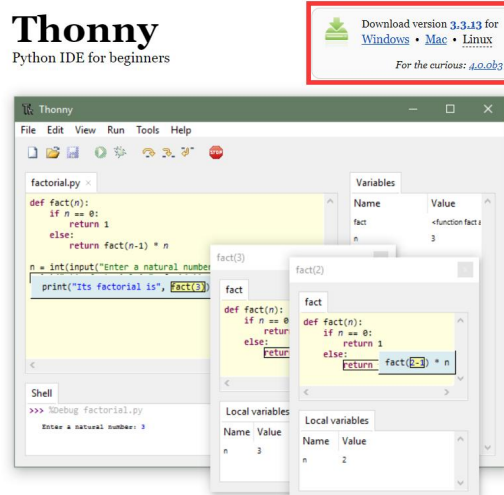 Thonny
Python IDE for beginners
Download version 3.3.13 for
Windows • Mac • Linux
For the curious: 4.0.0b3
Thonny
File Edit View Run Tools Help
STOP
factorial.py ×
def fact(n):
if n == 0:
return 1
else:
return fact(n-1) * n
n = int(input("Enter a natural number
print("Its factorial is", fact(3))
Shell
>>> %Debug factorial.py
Enter a natural number: 3
Variables
Name Value
fact <function fact a
n 3
fact(3)
fact
def fact(n):
if n == 0
retur
else:
retur
Local variables
Name Value
n 3
fact(2)
fact
def fact(n):
if n == 0:
return 1
else:
return fact(2-1) * n
Local variables
Name Value
n 2